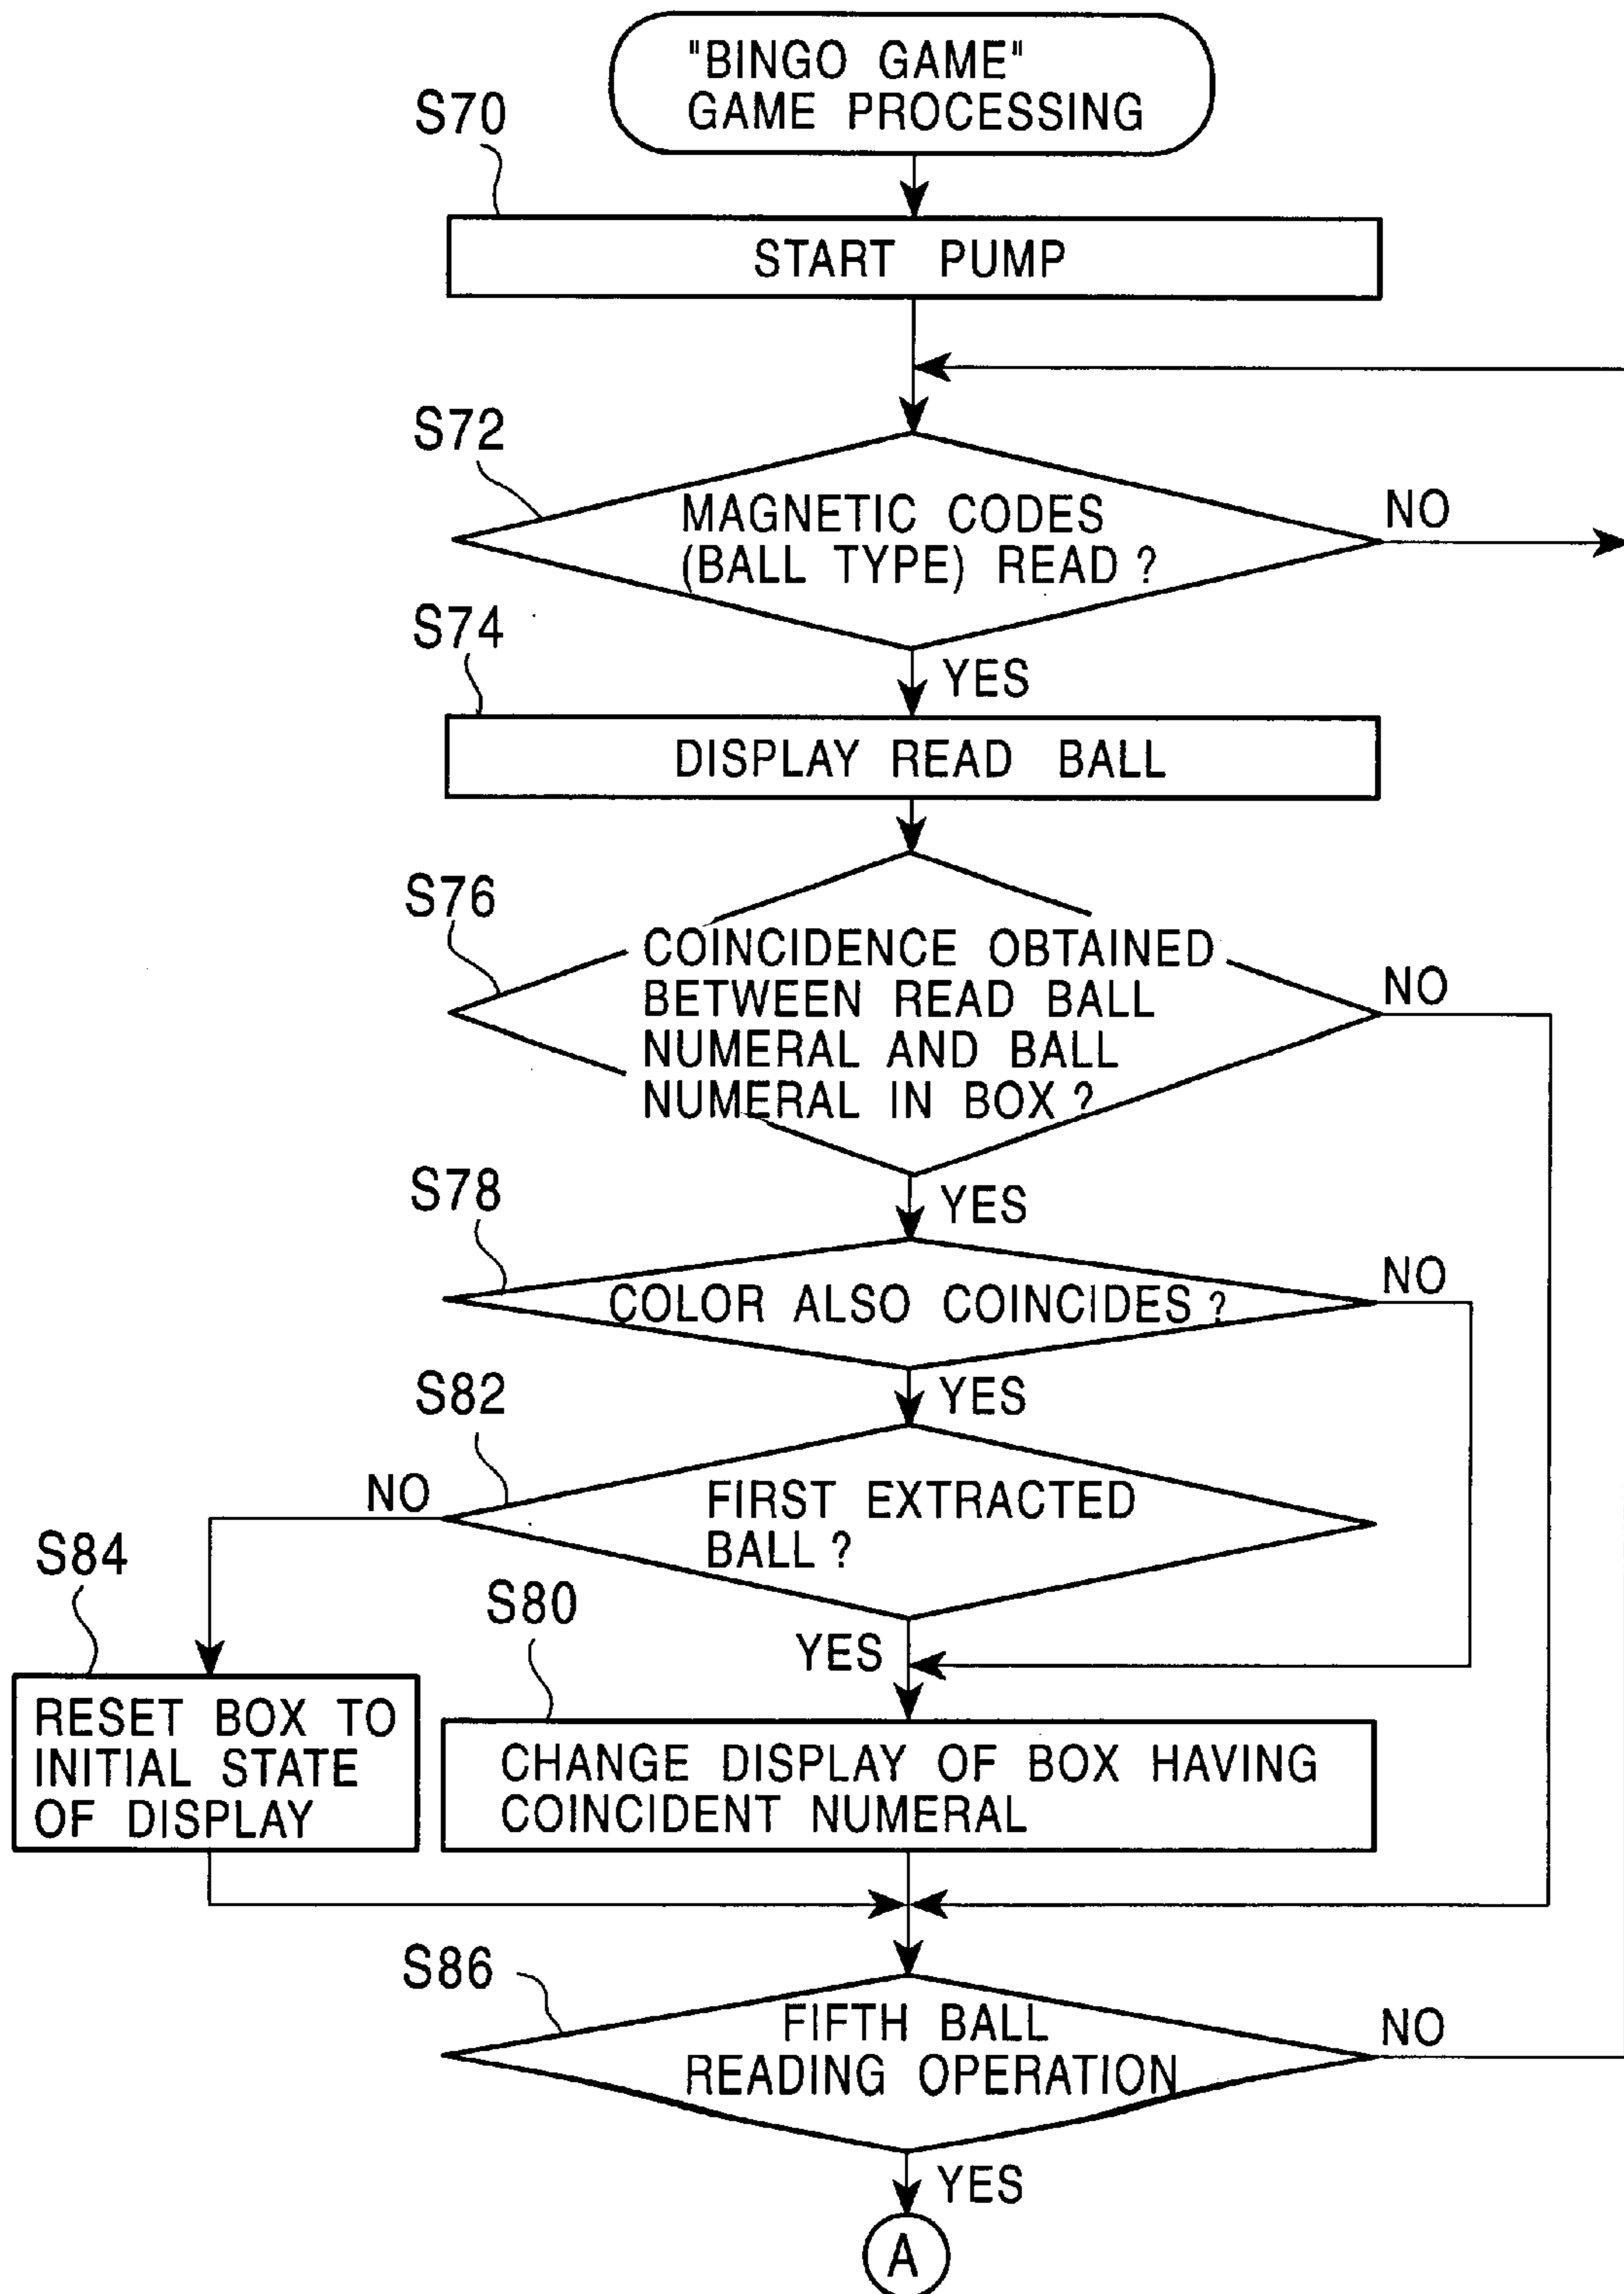 "BINGO GAME"
GAME PROCESSING
S70
START PUMP
S72
MAGNETIC CODES
(BALL TYPE) READ ?
NO
S74
YES
DISPLAY READ BALL
S76
COINCIDENCE OBTAINED
BETWEEN READ BALL
NUMERAL AND BALL
NUMERAL IN BOX ?
NO
S78
YES
COLOR ALSO COINCIDES ?
NO
S82
YES
FIRST EXTRACTED
BALL ?
NO
S84
S80
YES
RESET BOX TO
INITIAL STATE
OF DISPLAY
CHANGE DISPLAY OF BOX HAVING
COINCIDENT NUMERAL
S86
FIFTH BALL
READING OPERATION
NO
YES
A